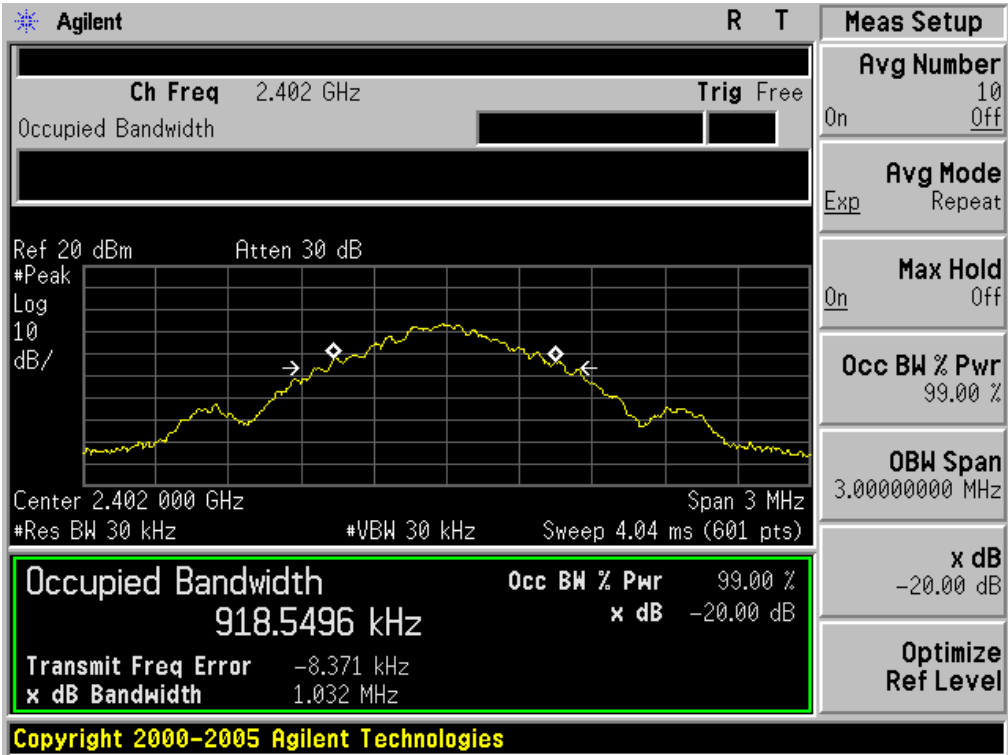 Agilent R T
Ch Freq 2.402 GHz Trig Free
Occupied Bandwidth
Ref 20 dBm Atten 30 dB
#Peak
Log
10
dB/
Center 2.402 000 GHz Span 3 MHz
#Res BW 30 kHz #VBW 30 kHz Sweep 4.04 ms (601 pts)
Occupied Bandwidth Occ BW % Pwr 99.00 %
918.5496 kHz x dB -20.00 dB
Transmit Freq Error -8.371 kHz
x dB Bandwidth 1.032 MHz
Copyright 2000-2005 Agilent Technologies
Meas Setup
Avg Number
10
On Off
Avg Mode
Exp Repeat
Max Hold
On Off
Occ BW % Pwr
99.00 %
OBW Span
3.00000000 MHz
x dB
-20.00 dB
Optimize
Ref Level